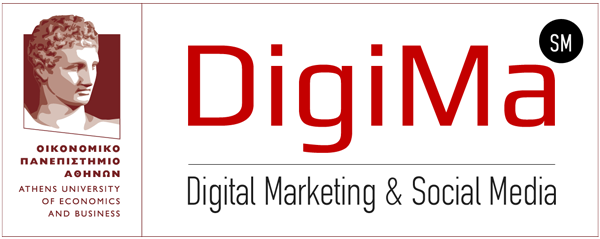 ΟΙΚΟΝΟΜΙΚΟ
ΠΑΝΕΠΙΣΤΗΜΙΟ
ΑΘΗΝΩΝ
ATHENS UNIVERSITY
OF ECONOMICS
AND BUSINESS
DigiMa
SM
Digital Marketing & Social Media